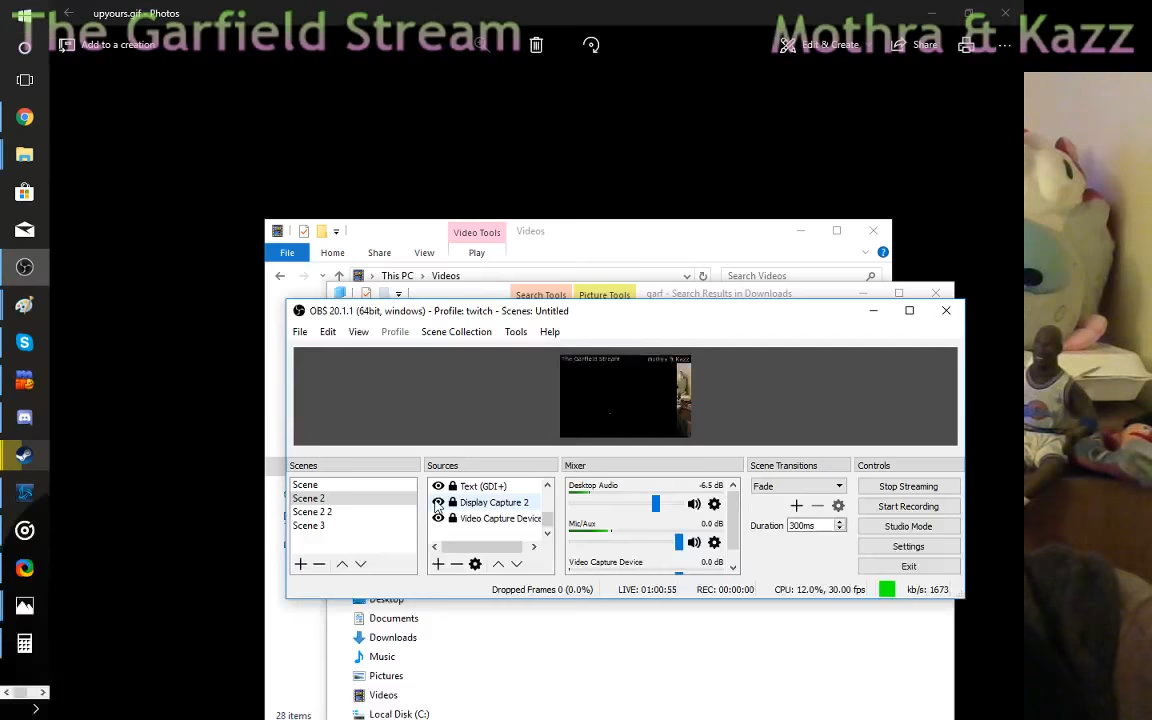 upyours.gif - Photos
The Garfield Stream
Mothra & Kazz
Add to a creation
Edit & Create
Share
Video Tools
Videos
File
Home
Share
View
Play
This PC
Videos
Search Videos
Search Tools
Picture Tools
garf - Search Results in Downloads
OBS 20.1.1 (64bit, windows) - Profile: twitch - Scenes: Untitled
File Edit View Profile Scene Collection Tools Help
The Garfield Stream
Mothra & Kazz
Scenes
Sources
Mixer
Scene Transitions
Controls
Scene
Scene 2
Scene 2 2
Scene 3
Text (GDI+)
Display Capture 2
Video Capture Device
Desktop Audio
-6.5 dB
Mic/Aux
0.0 dB
Video Capture Device
0.0 dB
Fade
Duration 300ms
Stop Streaming
Start Recording
Studio Mode
Settings
Exit
Dropped Frames 0 (0.0%)
LIVE: 01:00:55
REC: 00:00:00
CPU: 12.0%, 30.00 fps
kb/s: 1673
Desktop
Documents
Downloads
Music
Pictures
Videos
Local Disk (C:)
28 items